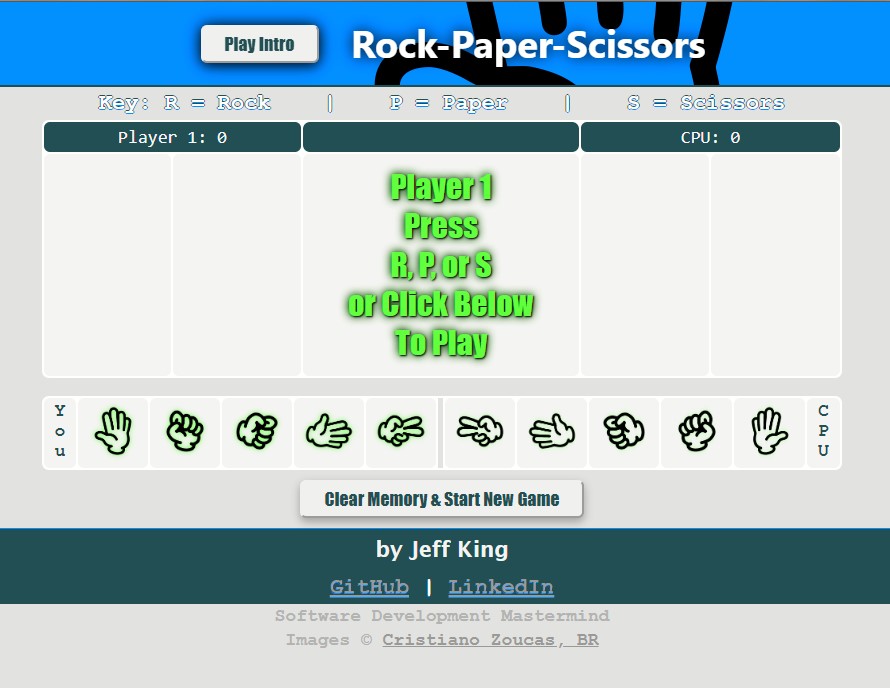 Play Intro
Rock-Paper-Scissors
Key: R = Rock | P = Paper | S = Scissors
Player 1: 0
CPU: 0
Player 1
Press
R, P, or S
or Click Below
To Play
You
CPU
Clear Memory & Start New Game
by Jeff King
GitHub | LinkedIn
Software Development Mastermind
Images © Cristiano Zoucas, BR